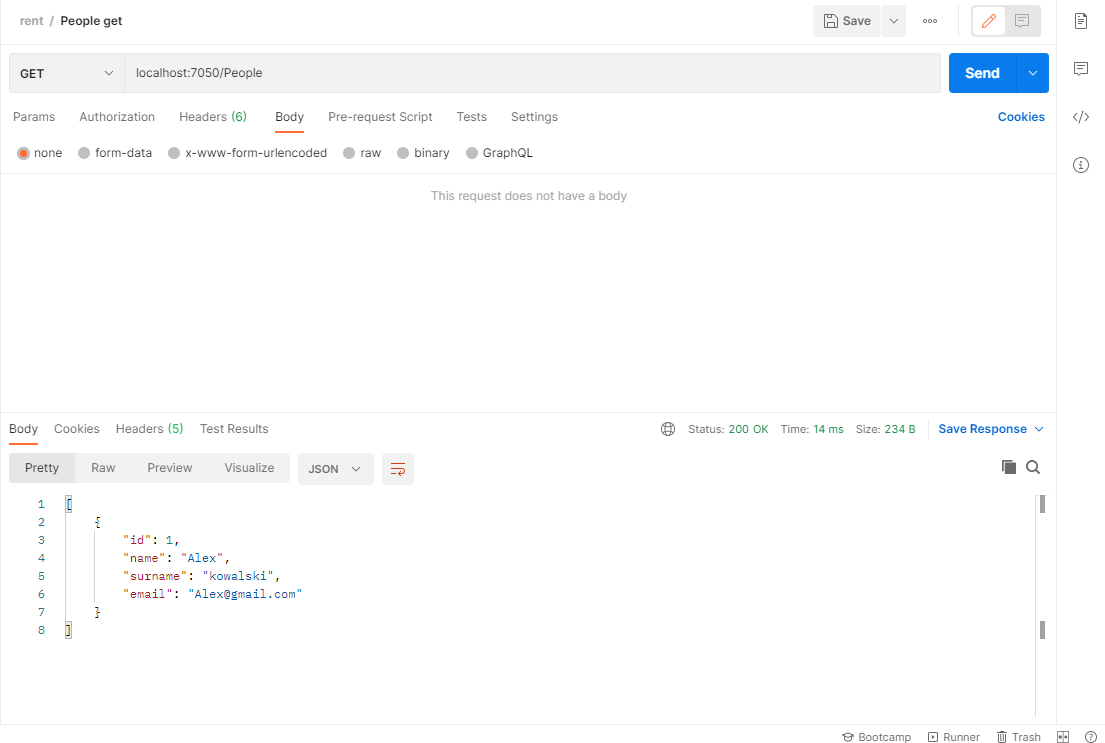 rent / People get
Save
GET
localhost:7050/People
Send
Params Authorization Headers (6) Body Pre-request Script Tests Settings Cookies
none form-data x-www-form-urlencoded raw binary GraphQL
This request does not have a body
Body Cookies Headers (5) Test Results Status: 200 OK Time: 14 ms Size: 234 B Save Response
Pretty Raw Preview Visualize JSON
1 [
2 {
3 "id": 1,
4 "name": "Alex",
5 "surname": "kowalski",
6 "email": "Alex@gmail.com"
7 }
8 ]
Bootcamp Runner Trash